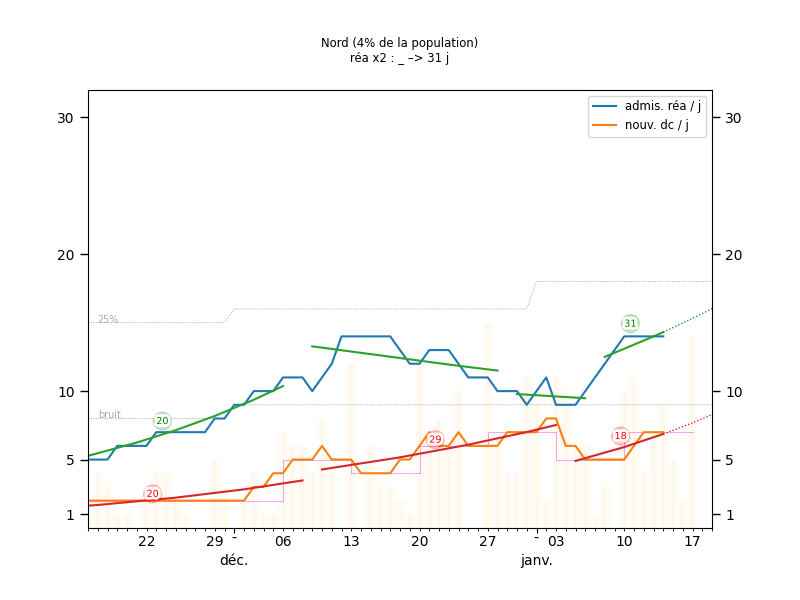 Nord (4% de la population)
réa x2 : _ –> 31 j
admis. réa / j
nouv. dc / j
30 30
20 20
25%
31
10 10
bruit
20
18
29
5 5
20
1 1
22 29 - 06 13 20 27 - 03 10 17
déc. janv.